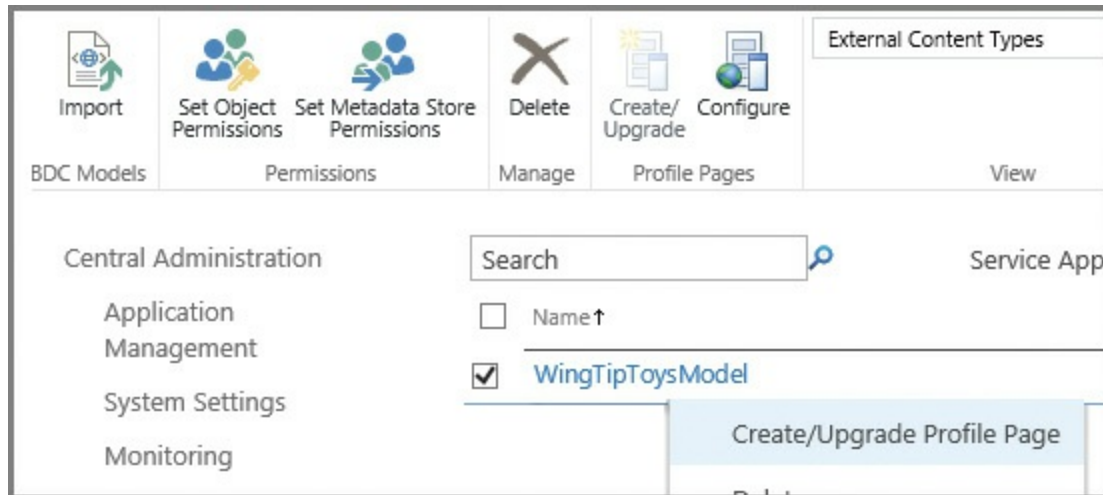 Import
Set Object
Permissions
Set Metadata Store
Permissions
Delete
Create/
Upgrade
Configure
External Content Types
BDC Models
Permissions
Manage
Profile Pages
View
Central Administration
Search
Service App
Application
Management
Name↑
WingTipToysModel
System Settings
Create/Upgrade Profile Page
Monitoring